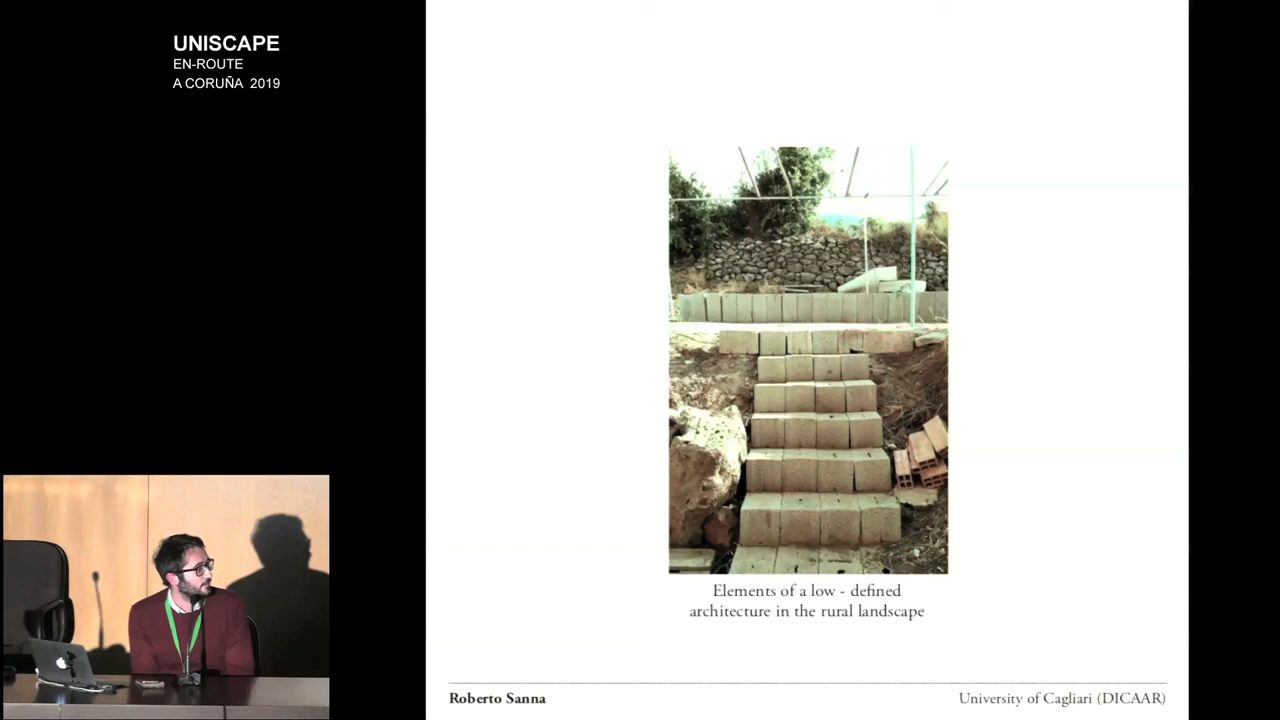 UNISCAPE
EN-ROUTE
A CORUÑA 2019
Elements of a low - defined
architecture in the rural landscape
Roberto Sanna
University of Cagliari (DICAAR)